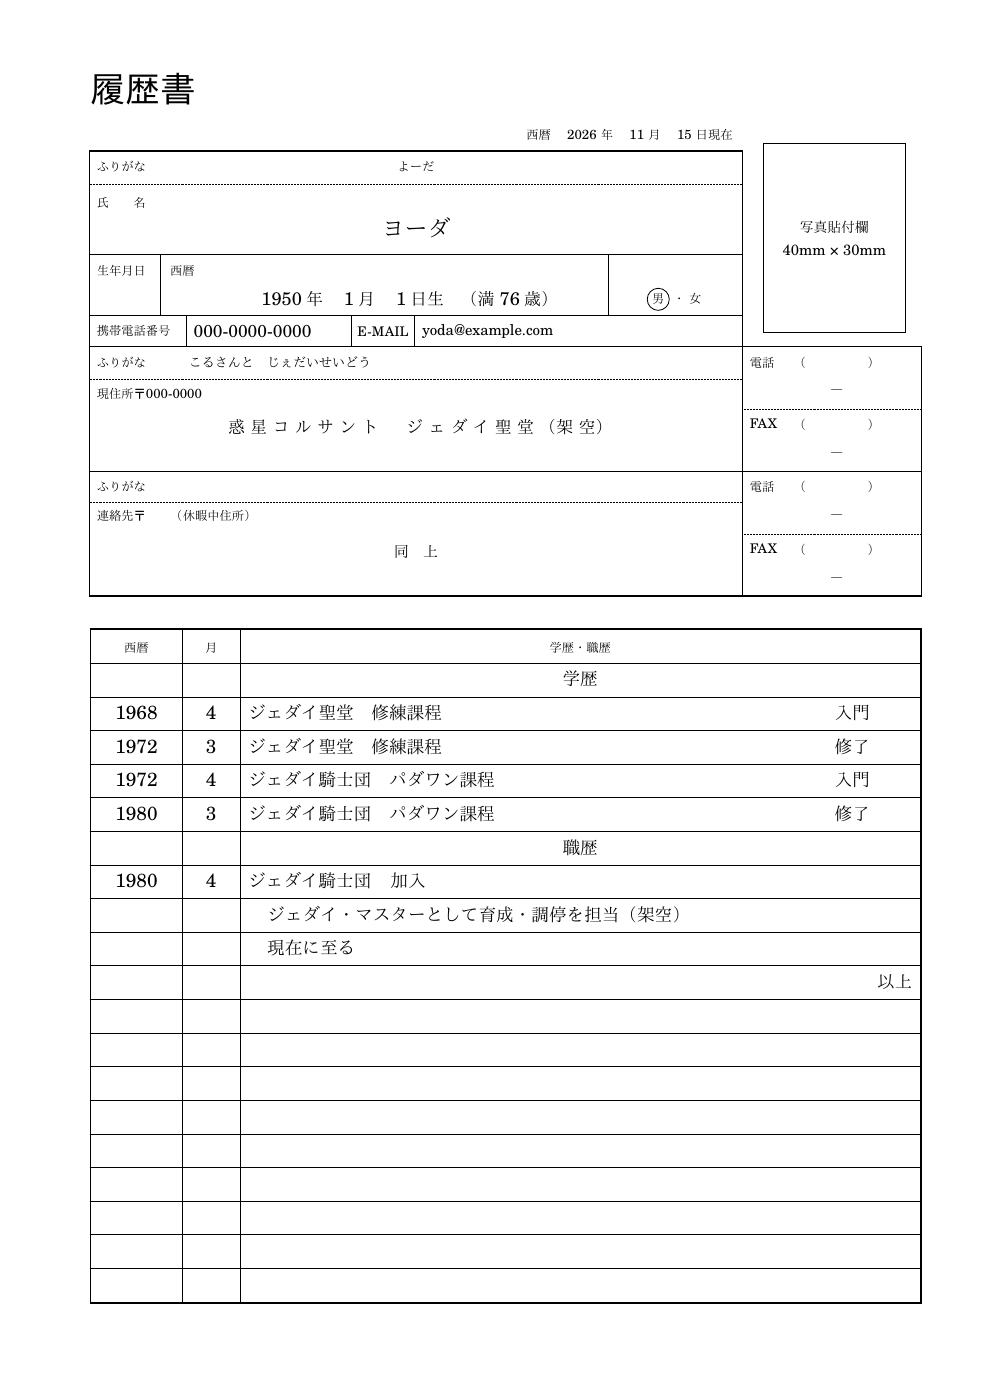 履歴書
西暦　2026 年　11 月　15 日現在
ふりがな　よーだ
氏　名
ヨーダ
写真貼付欄
40mm × 30mm
生年月日　西暦
1950 年　1 月　1 日生　（満 76 歳）　男 ・ 女
携帯電話番号　000-0000-0000　E-MAIL　yoda@example.com
ふりがな　こるさんと　じぇだいせいどう
電話　（　　　）
―
現住所〒000-0000
惑星コルサント　ジェダイ聖堂（架空）
FAX　（　　　）
―
ふりがな
電話　（　　　）
―
連絡先〒　（休暇中住所）
同　上
FAX　（　　　）
―
西暦　月　学歴・職歴
学歴
1968　4　ジェダイ聖堂　修練課程　入門
1972　3　ジェダイ聖堂　修練課程　修了
1972　4　ジェダイ騎士団　パダワン課程　入門
1980　3　ジェダイ騎士団　パダワン課程　修了
職歴
1980　4　ジェダイ騎士団　加入
ジェダイ・マスターとして育成・調停を担当（架空）
現在に至る
以上